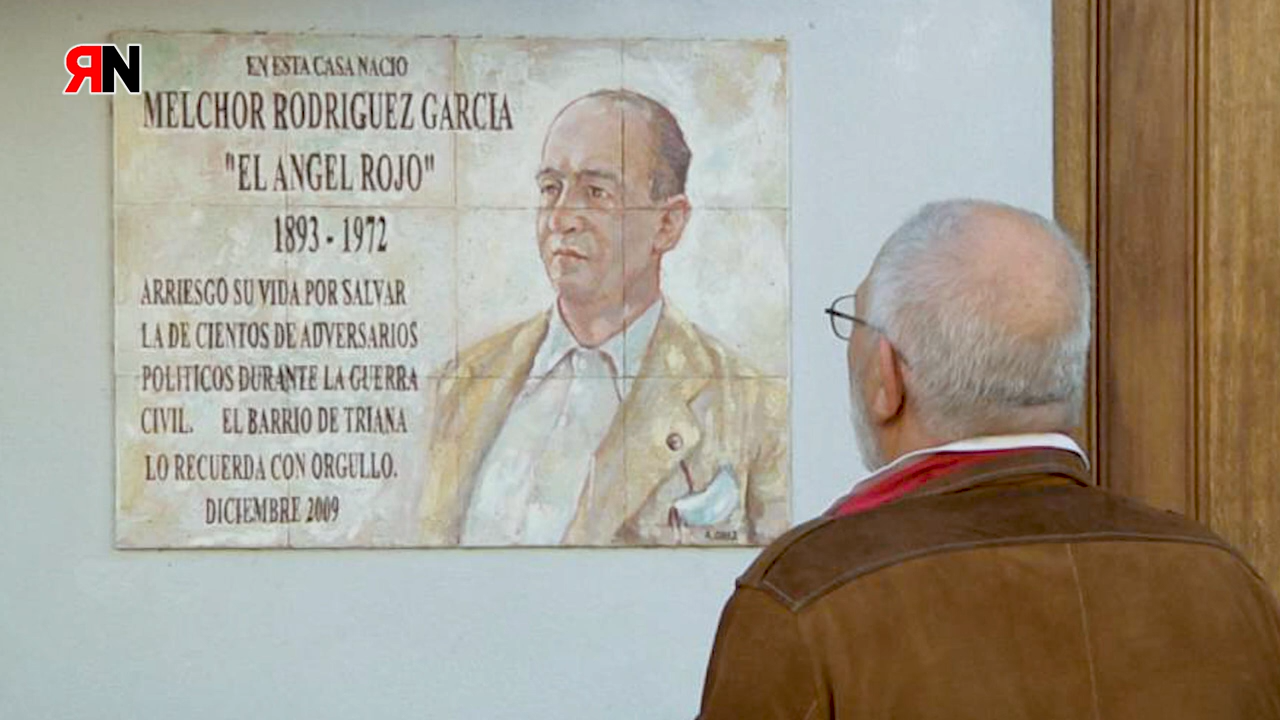 ЯN
EN ESTA CASA NACIO
MELCHOR RODRIGUEZ GARCIA
"EL ANGEL ROJO"
1893 - 1972
ARRIESGO SU VIDA POR SALVAR
LA DE CIENTOS DE ADVERSARIOS
POLITICOS DURANTE LA GUERRA
CIVIL. EL BARRIO DE TRIANA
LO RECUERDA CON ORGULLO.
DICIEMBRE 2009